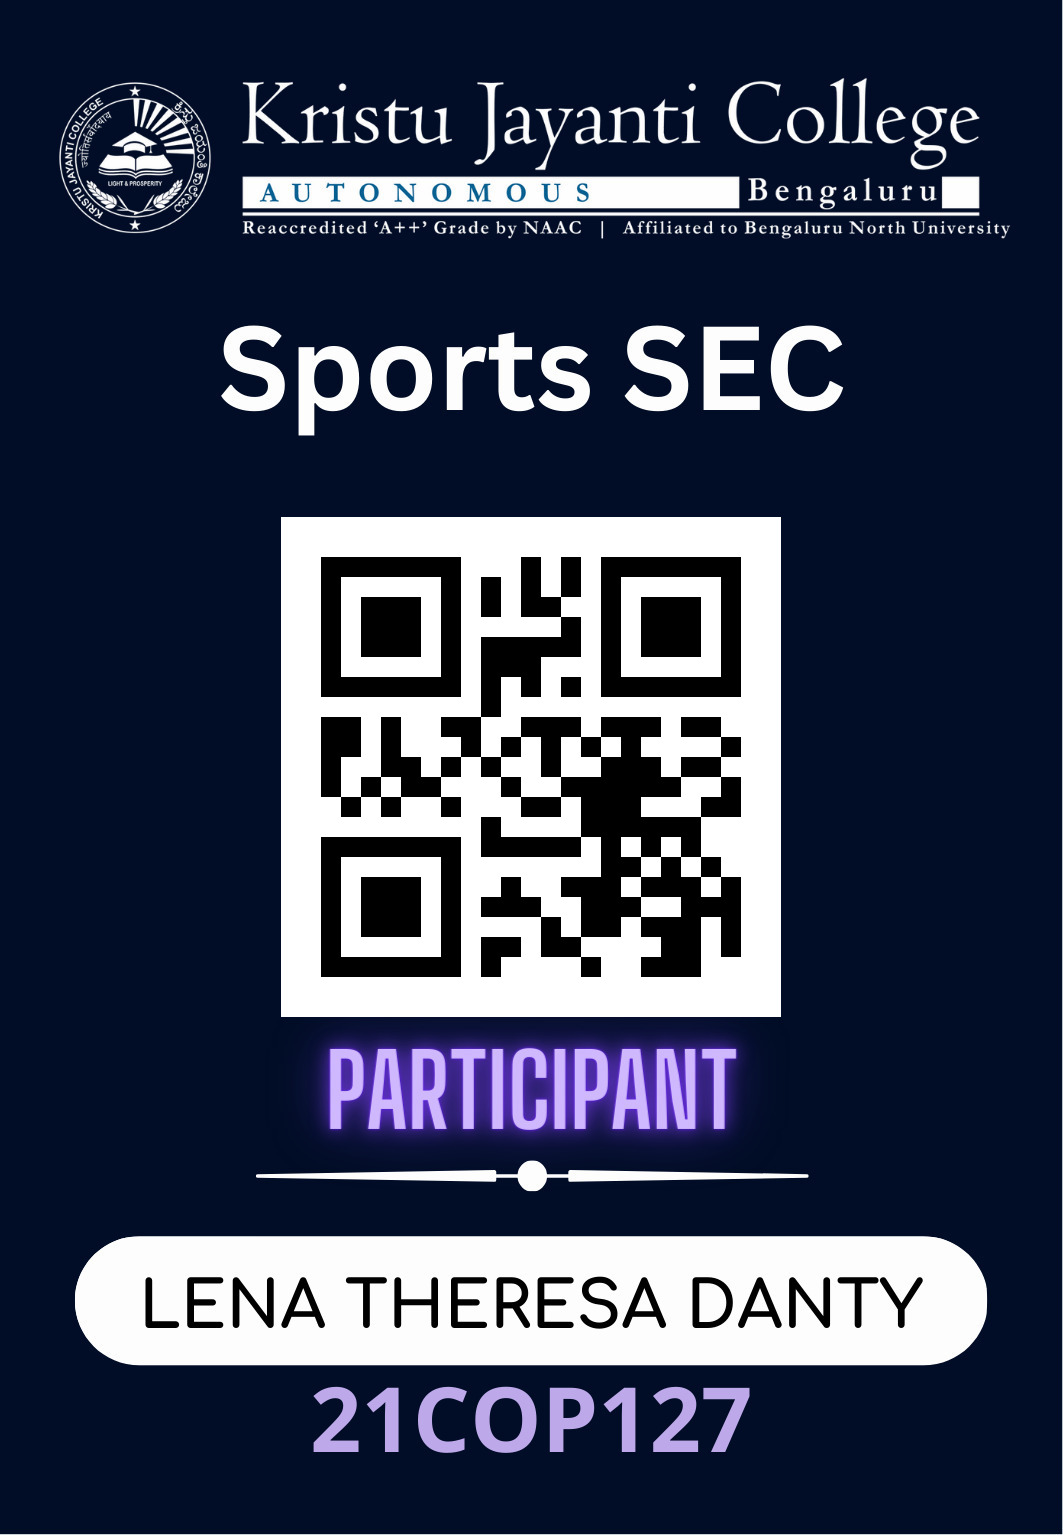 KRISTU JAYANTI COLLEGE
ಕ್ರಿಸ್ತು ಜಯಂತಿ ಕಾಲೇಜು
LIGHT & PROSPERITY
Kristu Jayanti College
AUTONOMOUS Bengaluru
Reaccredited ‘A++’ Grade by NAAC | Affiliated to Bengaluru North University
Sports SEC
PARTICIPANT
LENA THERESA DANTY
21COP127